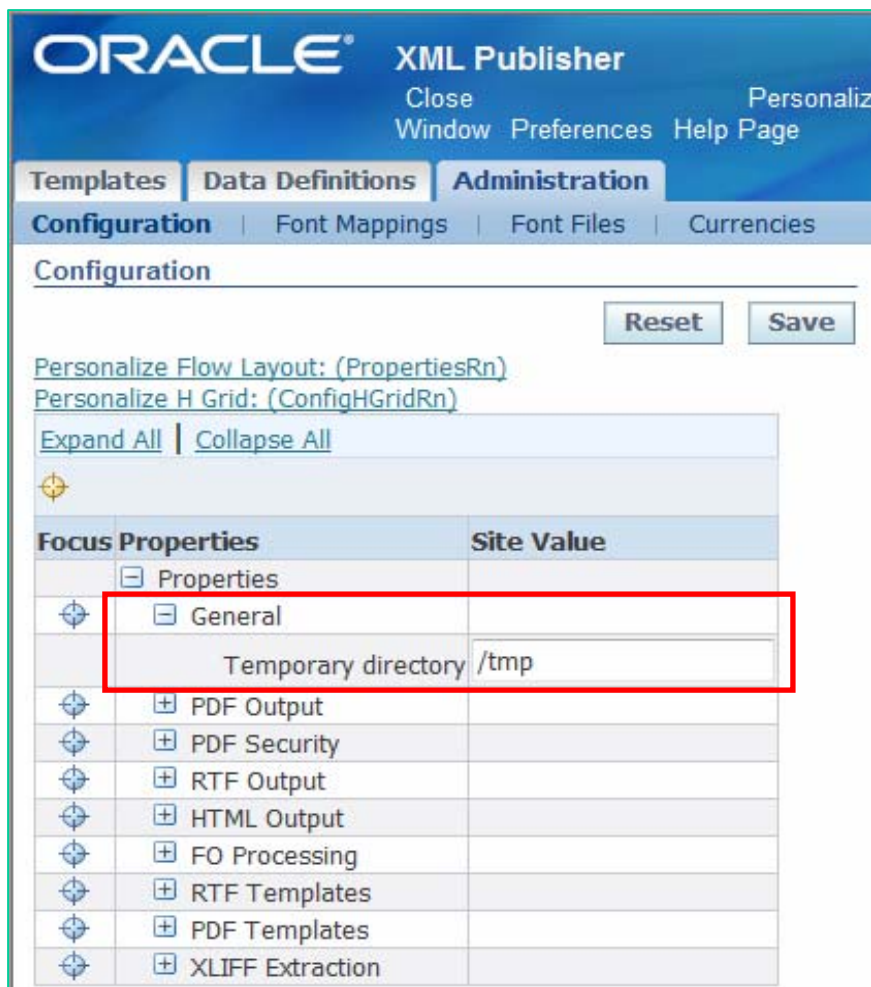 ORACLE® XML Publisher
Close Personaliz
Window Preferences Help Page
Templates Data Definitions Administration
Configuration | Font Mappings | Font Files | Currencies
Configuration
Reset Save
Personalize Flow Layout: (PropertiesRn)
Personalize H Grid: (ConfigHGridRn)
Expand All | Collapse All
Focus Properties Site Value
Properties
General
Temporary directory /tmp
PDF Output
PDF Security
RTF Output
HTML Output
FO Processing
RTF Templates
PDF Templates
XLIFF Extraction